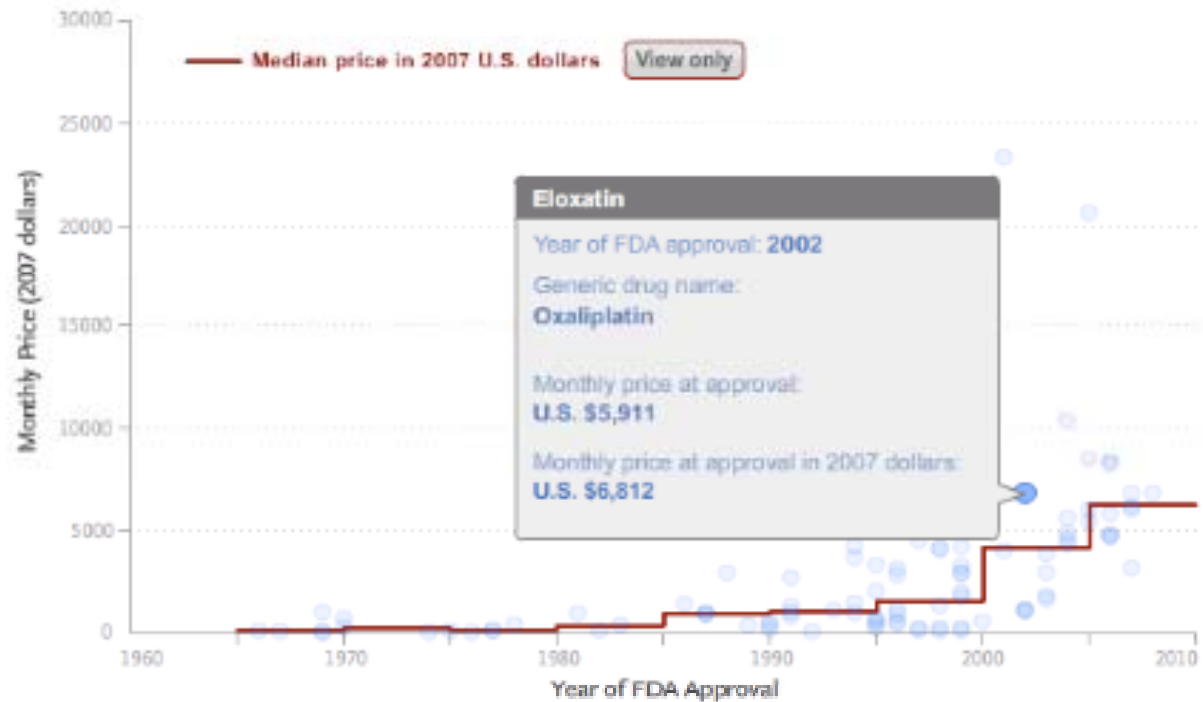 30000
Median price in 2007 U.S. dollars View only
25000
20000
15000
10000
5000
0
Monthly Price (2007 dollars)
Eloxatin
Year of FDA approval: 2002
Generic drug name:
Oxaliplatin
Monthly price at approval:
U.S. $5,911
Monthly price at approval in 2007 dollars:
U.S. $6,812
1960 1970 1980 1990 2000 2010
Year of FDA Approval